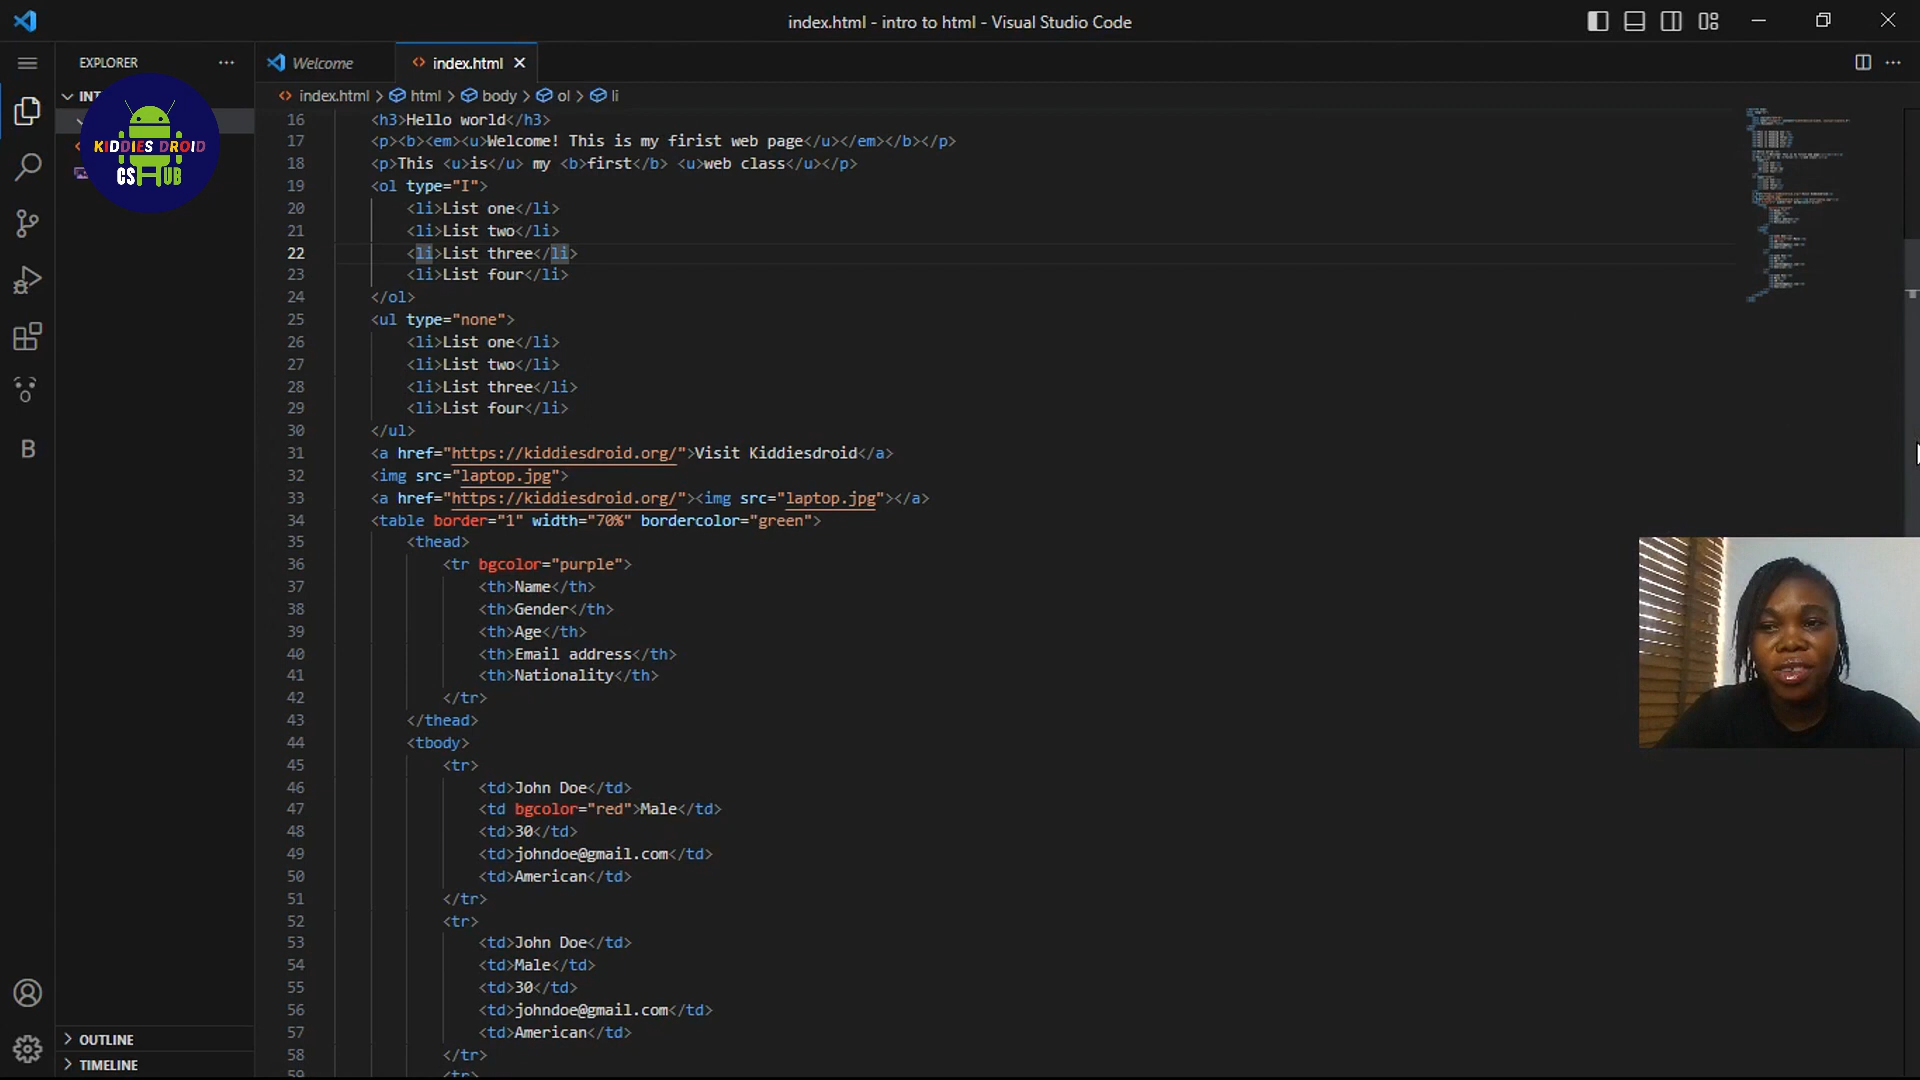 index.html - intro to html - Visual Studio Code
EXPLORER
Welcome
index.html
INT
KIDDIES DROID
CSHUB
B
OUTLINE
TIMELINE
index.html > html > body > ol > li
16 <h3>Hello world</h3>
17 <p><b><em><u>Welcome! This is my firist web page</u></em></b></p>
18 <p>This <u>is</u> my <b>first</b> <u>web class</u></p>
19 <ol type="I">
20 <li>List one</li>
21 <li>List two</li>
22 <li>List three</li>
23 <li>List four</li>
24 </ol>
25 <ul type="none">
26 <li>List one</li>
27 <li>List two</li>
28 <li>List three</li>
29 <li>List four</li>
30 </ul>
31 <a href="https://kiddiesdroid.org/">Visit Kiddiesdroid</a>
32 <img src="laptop.jpg">
33 <a href="https://kiddiesdroid.org/"><img src="laptop.jpg"></a>
34 <table border="1" width="70%" bordercolor="green">
35 <thead>
36 <tr bgcolor="purple">
37 <th>Name</th>
38 <th>Gender</th>
39 <th>Age</th>
40 <th>Email address</th>
41 <th>Nationality</th>
42 </tr>
43 </thead>
44 <tbody>
45 <tr>
46 <td>John Doe</td>
47 <td bgcolor="red">Male</td>
48 <td>30</td>
49 <td>johndoe@gmail.com</td>
50 <td>American</td>
51 </tr>
52 <tr>
53 <td>John Doe</td>
54 <td>Male</td>
55 <td>30</td>
56 <td>johndoe@gmail.com</td>
57 <td>American</td>
58 </tr>
59 <tr>